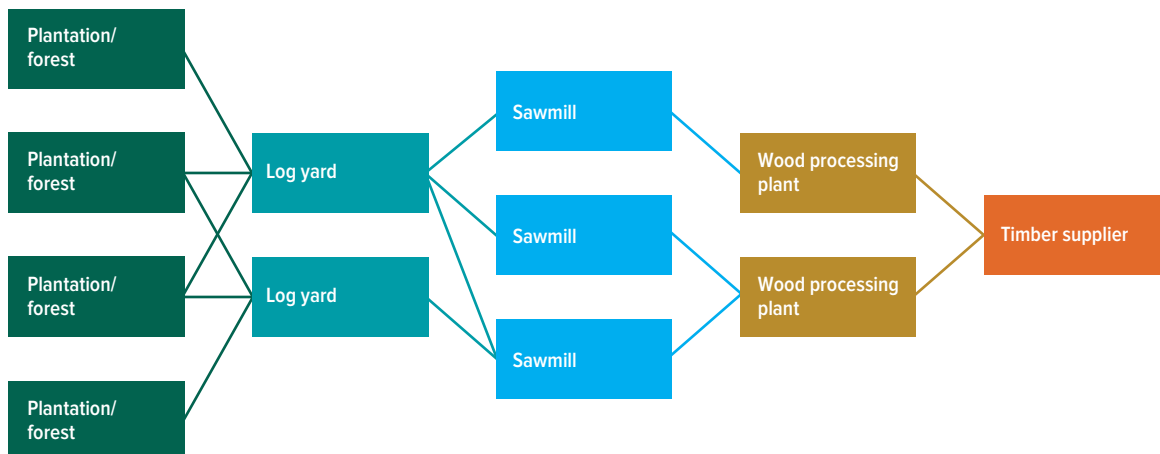 Plantation/
forest
Plantation/
forest
Plantation/
forest
Plantation/
forest
Log yard
Log yard
Sawmill
Sawmill
Sawmill
Wood processing
plant
Wood processing
plant
Timber supplier